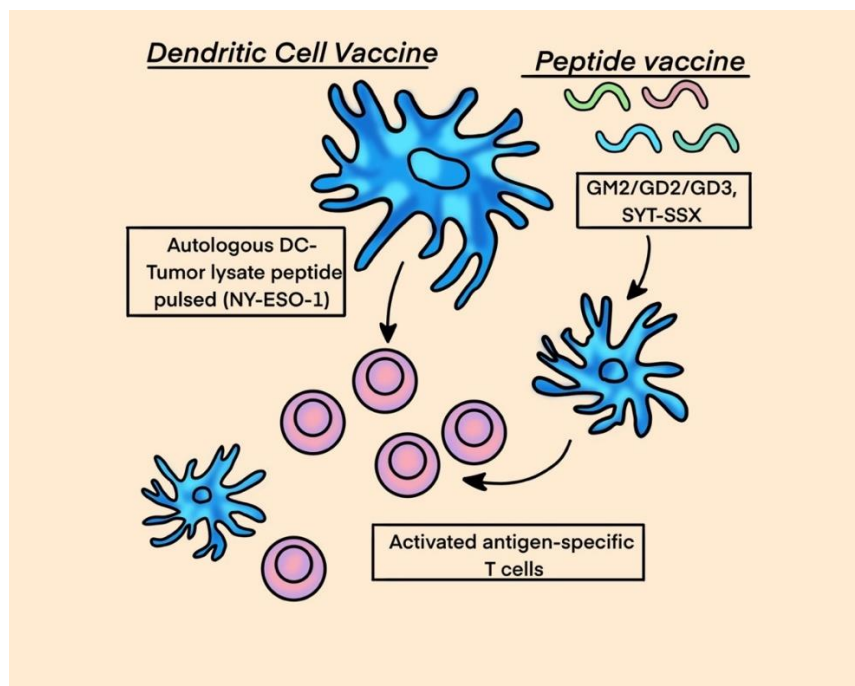 Dendritic Cell Vaccine
Peptide vaccine
GM2/GD2/GD3,
SYT-SSX
Autologous DC-
Tumor lysate peptide
pulsed (NY-ESO-1)
Activated antigen-specific
T cells